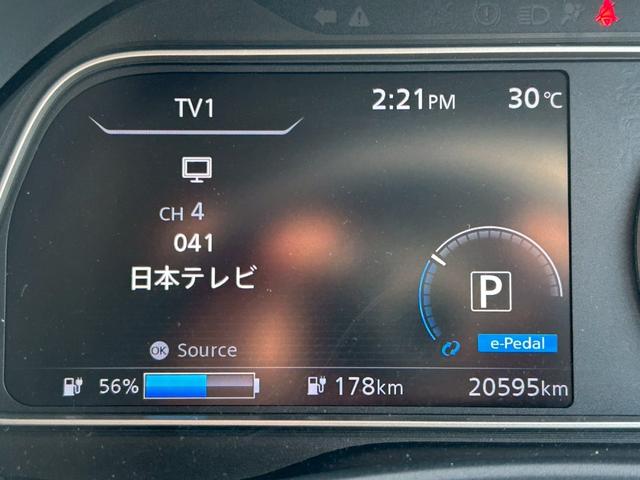 TV1
2:21PM
30℃
CH 4
041
日本テレビ
P
OK Source
e-Pedal
56%
178km
20595km